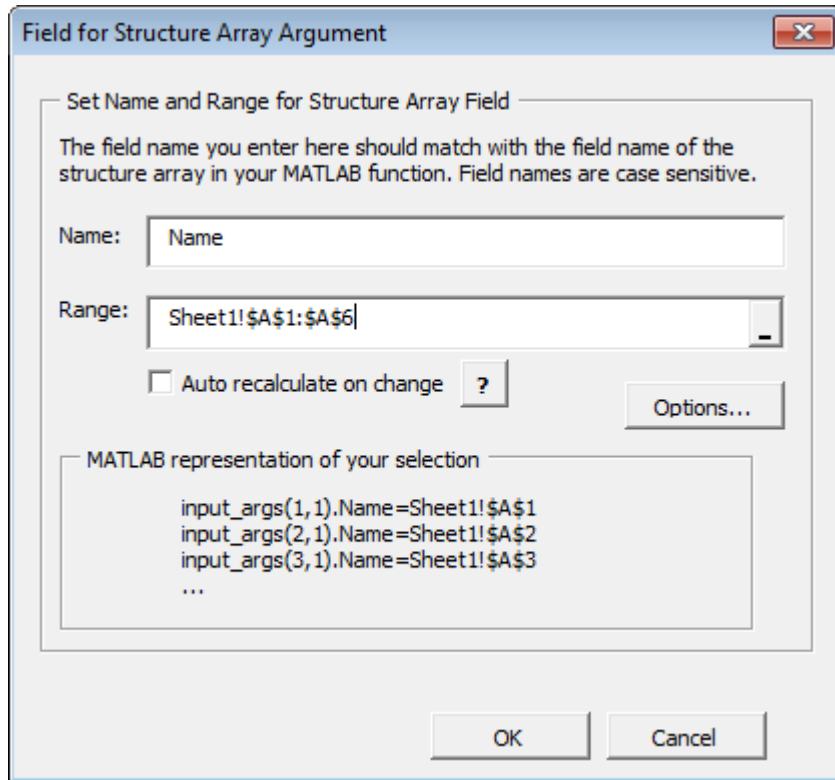 Field for Structure Array Argument
Set Name and Range for Structure Array Field
The field name you enter here should match with the field name of the
structure array in your MATLAB function. Field names are case sensitive.
Name: Name
Range: Sheet1!$A$1:$A$6
Auto recalculate on change ?
Options...
MATLAB representation of your selection
input_args(1,1).Name=Sheet1!$A$1
input_args(2,1).Name=Sheet1!$A$2
input_args(3,1).Name=Sheet1!$A$3
...
OK Cancel